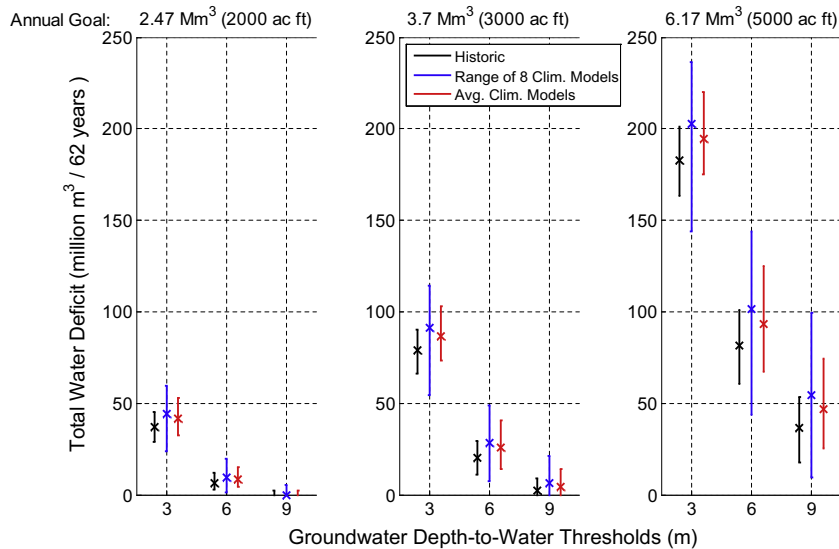 Annual Goal: 2.47 Mm³ (2000 ac ft) 3.7 Mm³ (3000 ac ft) 6.17 Mm³ (5000 ac ft)
250 250 250
Historic
Range of 8 Clim. Models
Avg. Clim. Models
200 200 200
150 150 150
100 100 100
50 50 50
0 0 0
3 6 9 3 6 9 3 6 9
Total Water Deficit (million m³ / 62 years )
Groundwater Depth-to-Water Thresholds (m)